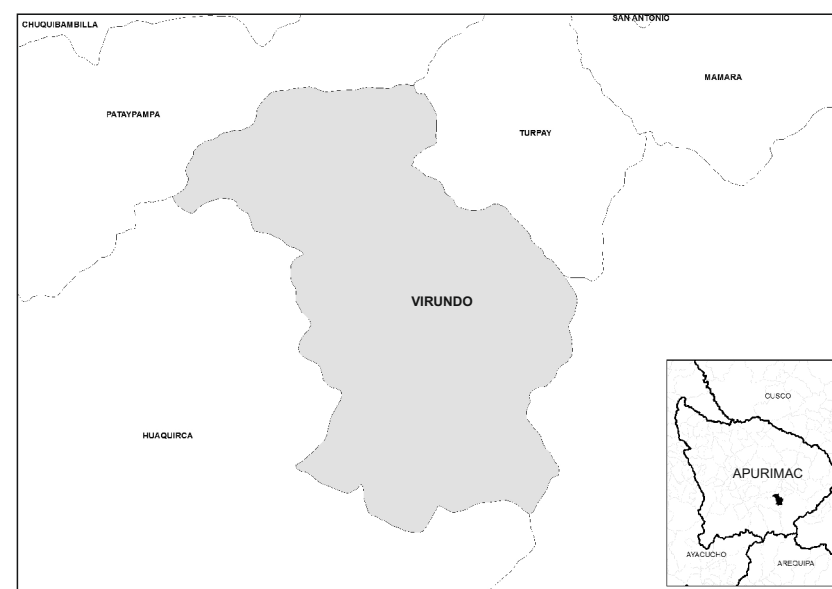 SAN ANTONIO
CHUQUIBAMBILLA
MAMARA
PATAYPAMPA
TURPAY
VIRUNDO
HUAQUIRCA
CUSCO
APURIMAC
AYACUCHO
AREQUIPA